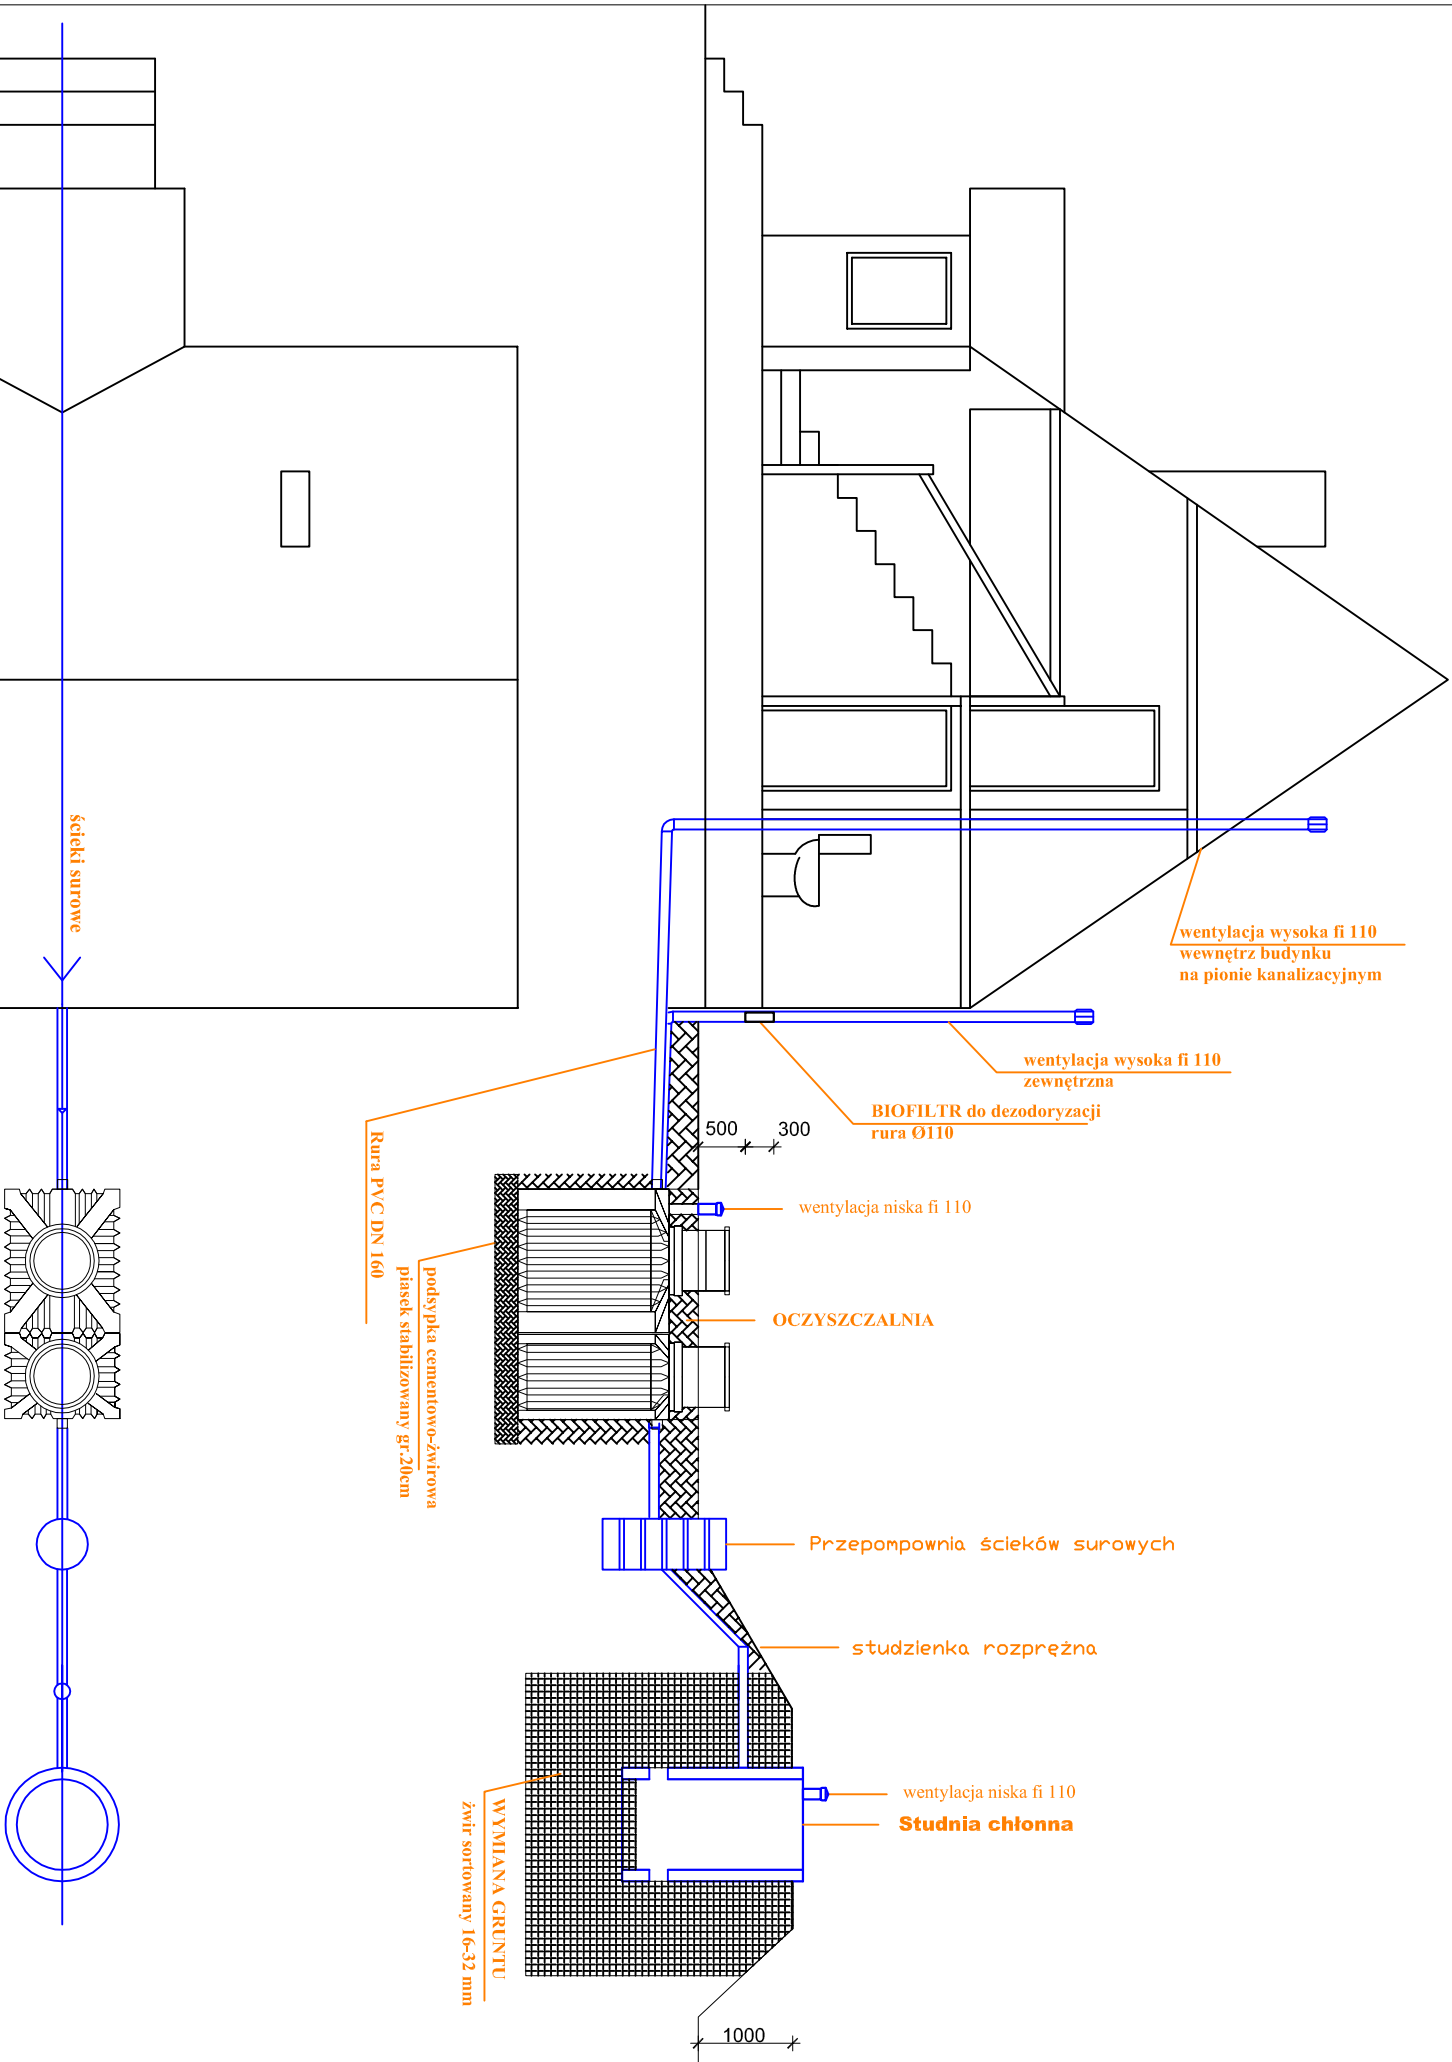 ścieki surowe
wentylacja wysoka fi 110
wewnętrz budynku
na pionie kanalizacyjnym
wentylacja wysoka fi 110
zewnętrzna
BIOFILTR do dezodoryzacji
rura Ø110
500
300
Rura PVC DN 160
wentylacja niska fi 110
podsypka cementowo-żwirowa
piasek stabilizowany gr.20cm
OCZYSZCZALNIA
Przepompownia ścieków surowych
studzienka rozprężna
wentylacja niska fi 110
Studnia chłonna
WYMIANA GRUNTU
żwir sortowany 16-32 mm
1000